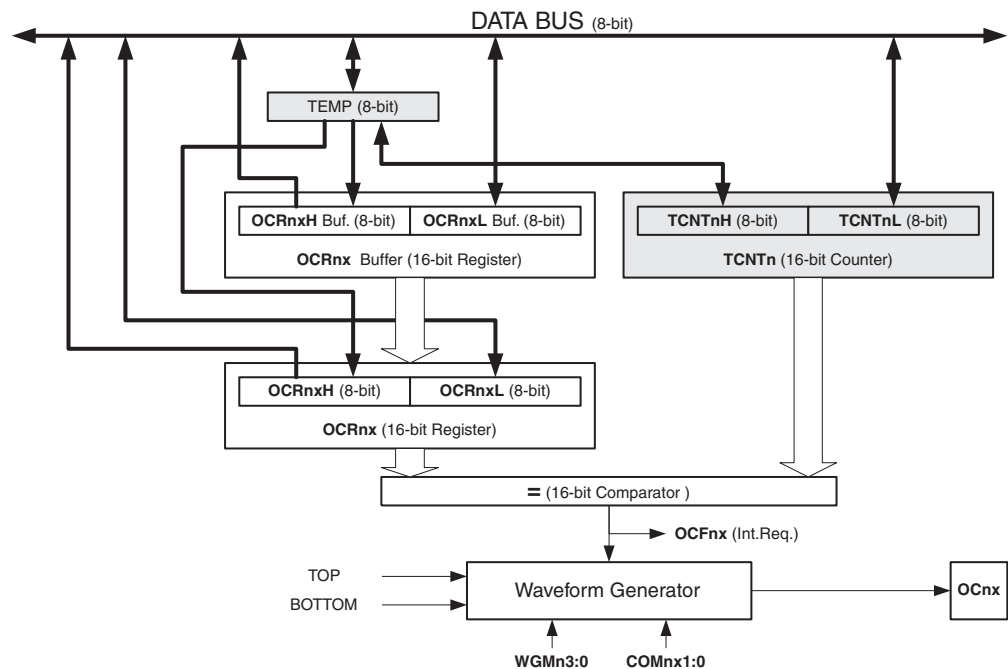 DATA BUS (8-bit)
TEMP (8-bit)
OCRnxH Buf. (8-bit) OCRnxL Buf. (8-bit)
OCRnx Buffer (16-bit Register)
TCNTnH (8-bit) TCNTnL (8-bit)
TCNTn (16-bit Counter)
OCRnxH (8-bit) OCRnxL (8-bit)
OCRnx (16-bit Register)
= (16-bit Comparator )
OCFnx (Int.Req.)
TOP
BOTTOM
Waveform Generator
OCnx
WGMn3:0 COMnx1:0